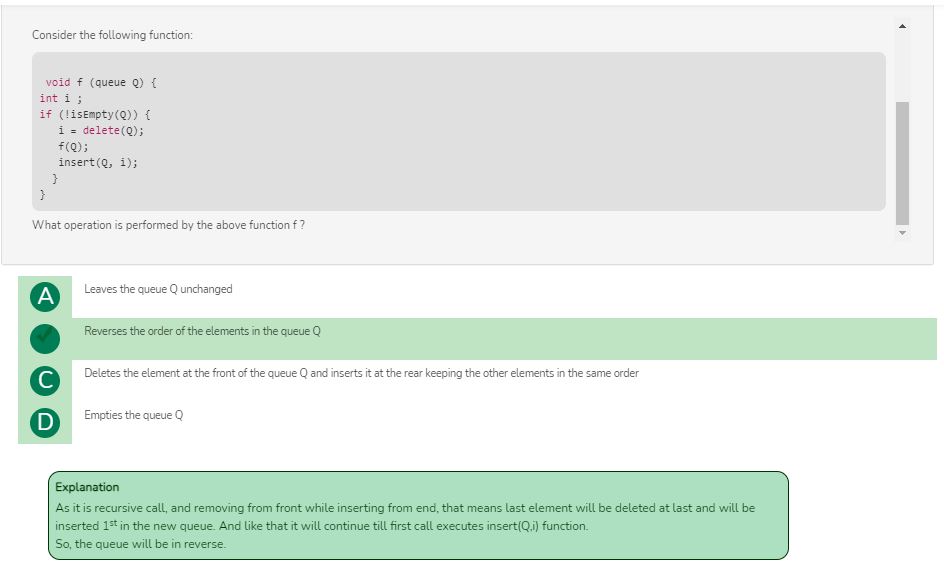 Consider the following function:
void f (queue Q) {
int i ;
if (!isEmpty(Q)) {
i = delete(Q);
f(Q);
insert(Q, i);
}
}
What operation is performed by the above function f ?
A Leaves the queue Q unchanged
Reverses the order of the elements in the queue Q
C Deletes the element at the front of the queue Q and inserts it at the rear keeping the other elements in the same order
D Empties the queue Q
Explanation
As it is recursive call, and removing from front while inserting from end, that means last element will be deleted at last and will be
inserted 1st in the new queue. And like that it will continue till first call executes insert(Q,i) function.
So, the queue will be in reverse.